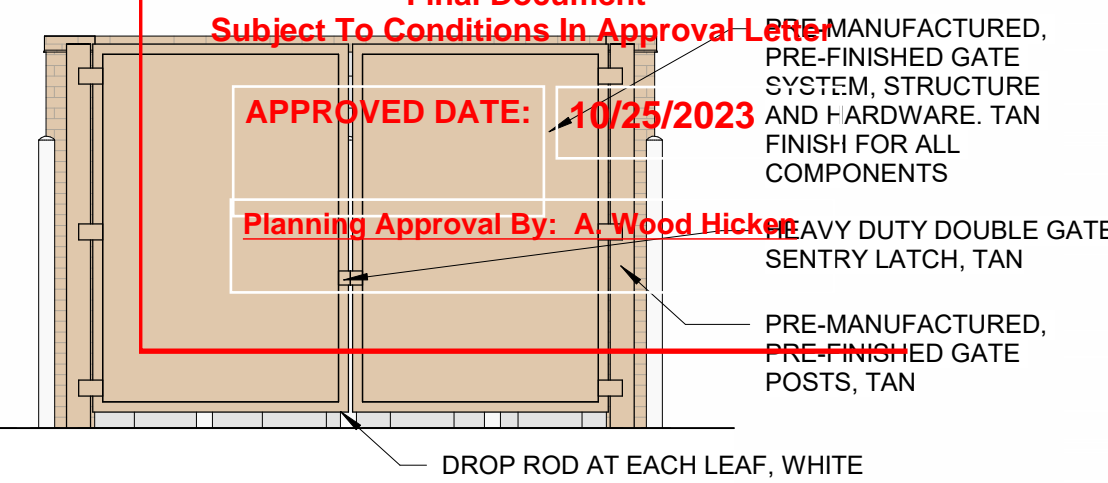 Final Document
Subject To Conditions In Approval Letter
APPROVED DATE: 10/25/2023
Planning Approval By: A. Wood Hicken
PRE-MANUFACTURED,
PRE-FINISHED GATE
SYSTEM, STRUCTURE
AND HARDWARE. TAN
FINISH FOR ALL
COMPONENTS
HEAVY DUTY DOUBLE GATE
SENTRY LATCH, TAN
PRE-MANUFACTURED,
PRE-FINISHED GATE
POSTS, TAN
DROP ROD AT EACH LEAF, WHITE